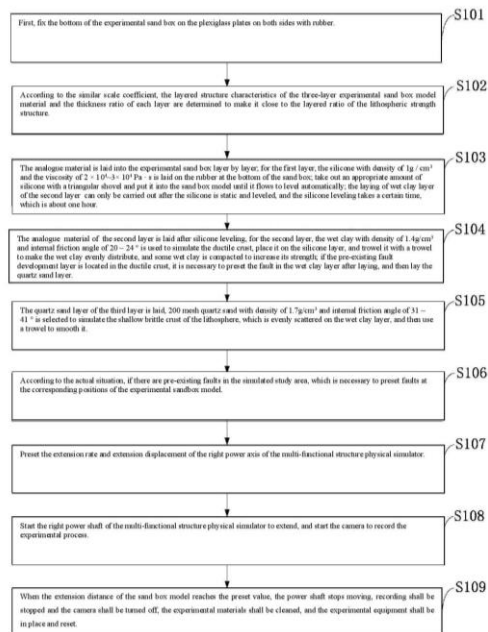 S101
First, fix the bottom of the experimental sand box on the plexiglass plates on both sides with rubber.
S102
According to the similar scale coefficient, the layered structure characteristics of the three-layer experimental sand box model
material and the thickness ratio of each layer are determined to make it close to the layered ratio of the lithospheric strength
structure.
S103
The analogue material is laid into the experimental sand box layer by layer; for the first layer, the silicone with density of 1g / cm³
and the viscosity of 2 × 10⁴~3× 10⁴ Pa · s is laid on the rubber at the bottom of the sand box; take out an appropriate amount of
silicone with a triangular shovel and put it into the sand box model until it flows to level automatically; the laying of wet clay layer
of the second layer can only be carried out after the silicone is static and leveled, and the silicone leveling takes a certain time,
which is about one hour.
S104
The analogue material of the second layer is laid after silicone leveling, for the second layer, the wet clay with density of 1.4g/cm³
and internal friction angle of 20 ~ 24 ° is used to simulate the ductile crust, place it on the silicone layer, and trowel it with a trowel
to make the wet clay evenly distribute, and some wet clay is compacted to increase its strength; if the pre-existing fault
development layer is located in the ductile crust, it is necessary to preset the fault in the wet clay layer after laying, and then lay the
quartz sand layer.
S105
The quartz sand layer of the third layer is laid, 200 mesh quartz sand with density of 1.7g/cm³ and internal friction angle of 31 ~
41 ° is selected to simulate the shallow brittle crust of the lithosphere, which is evenly scattered on the wet clay layer, and then use
a trowel to smooth it.
S106
According to the actual situation, if there are pre-existing faults in the simulated study area, which is necessary to preset faults at
the corresponding positions of the experimental sandbox model.
S107
Preset the extension rate and extension displacement of the right power axis of the multi-functional structure physical simulator.
S108
Start the right power shaft of the multi-functional structure physical simulator to extend, and start the camera to record the
experimental process.
S109
When the extension distance of the sand box model reaches the preset value, the power shaft stops moving, recording shall be
stopped and the camera shall be turned off, the experimental materials shall be cleaned, and the experimental equipment shall be
in place and reset.